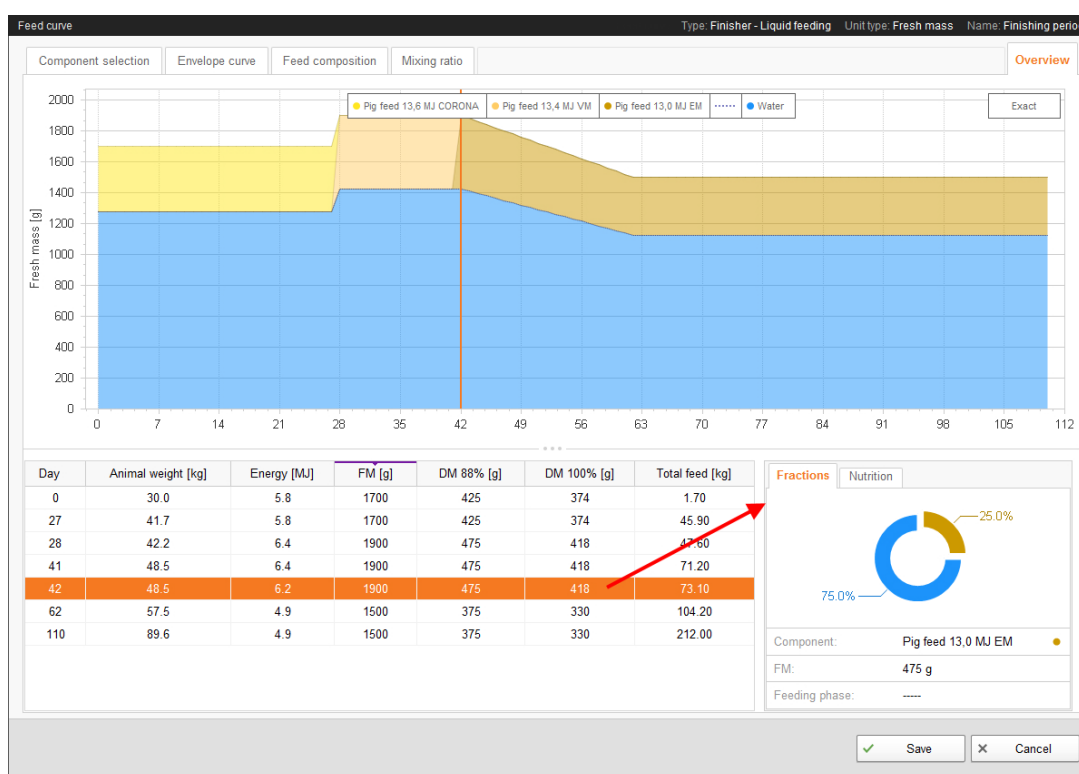 Feed curve Type: Finisher - Liquid feeding Unit type: Fresh mass Name: Finishing perio
Component selection Envelope curve Feed composition Mixing ratio Overview
Pig feed 13,6 MJ CORONA Pig feed 13,4 MJ VM Pig feed 13,0 MJ EM Water Exact
Fresh mass [g]
2000
1800
1600
1400
1200
1000
800
600
400
200
0
0 7 14 21 28 35 42 49 56 63 70 77 84 91 98 105 112
Day Animal weight [kg] Energy [MJ] FM [g] DM 88% [g] DM 100% [g] Total feed [kg]
0 30.0 5.8 1700 425 374 1.70
27 41.7 5.8 1700 425 374 45.90
28 42.2 6.4 1900 475 418 47.60
41 48.5 6.4 1900 475 418 71.20
42 48.5 6.2 1900 475 418 73.10
62 57.5 4.9 1500 375 330 104.20
110 89.6 4.9 1500 375 330 212.00
Fractions Nutrition
25.0%
75.0%
Component: Pig feed 13,0 MJ EM
FM: 475 g
Feeding phase: -----
Save Cancel